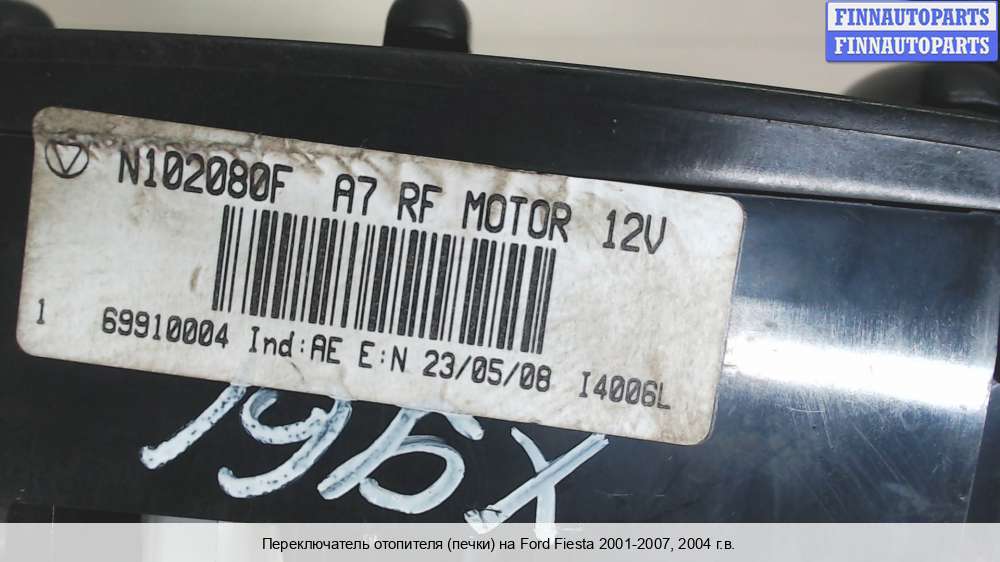 FINNAUTOPARTS
FINNAUTOPARTS
N102080F A7 RF MOTOR 12V
1 69910004 Ind:AE E:N 23/05/08 I4006L
Переключатель отопителя (печки) на Ford Fiesta 2001-2007, 2004 г.в.